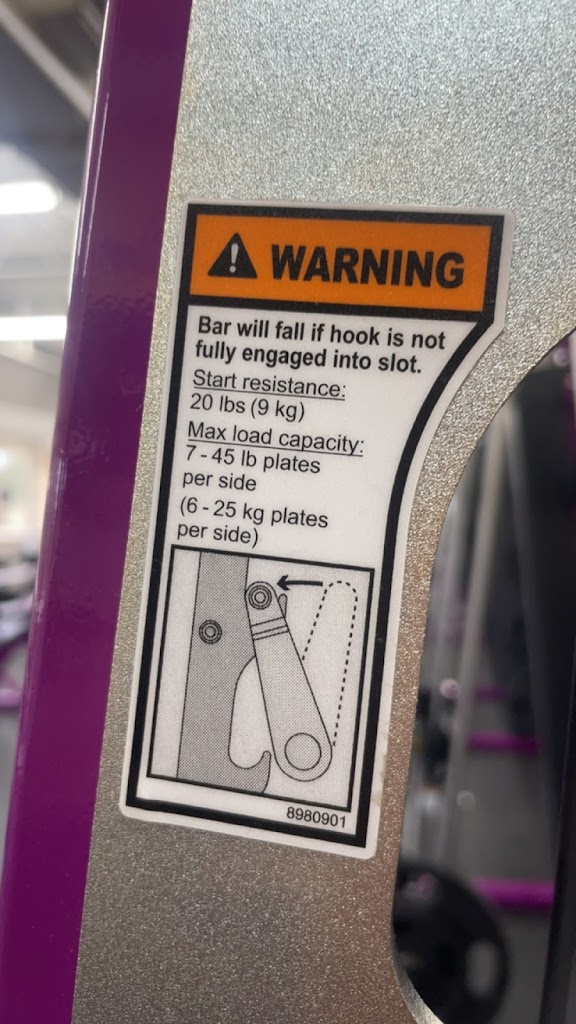 WARNING
Bar will fall if hook is not
fully engaged into slot.
Start resistance:
20 lbs (9 kg)
Max load capacity:
7 - 45 lb plates
per side
(6 - 25 kg plates
per side)
8980901